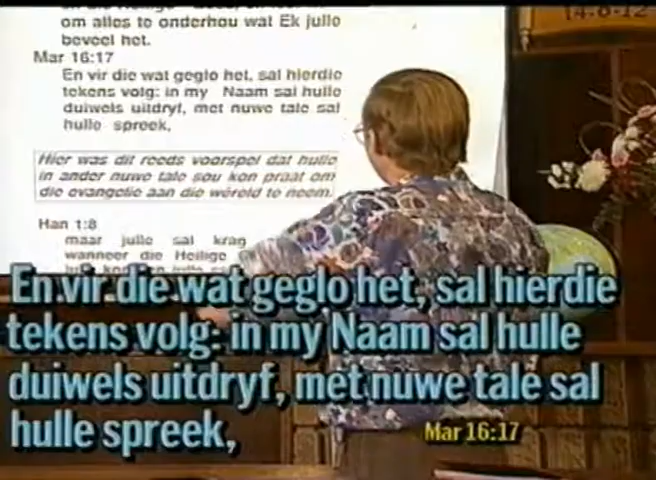 om alles te onderhou wat Ek julle
beveel het.
14:6-12
Mar 16:17
En vir die wat geglo het, sal hierdie
tekens volg: in my Naam sal hulle
duiwels uitdryf, met nuwe tale sal
hulle spreek,
Hier was dit reeds voorspel dat hulle
in ander nuwe tale sou kon praat om
die evangelie aan die wêreld te neem.
Han 1:8
maar julle sal krag
wanneer die Heilige
En vir die wat geglo het, sal hierdie
tekens volg: in my Naam sal hulle
duiwels uitdryf, met nuwe tale sal
hulle spreek,
Mar 16:17